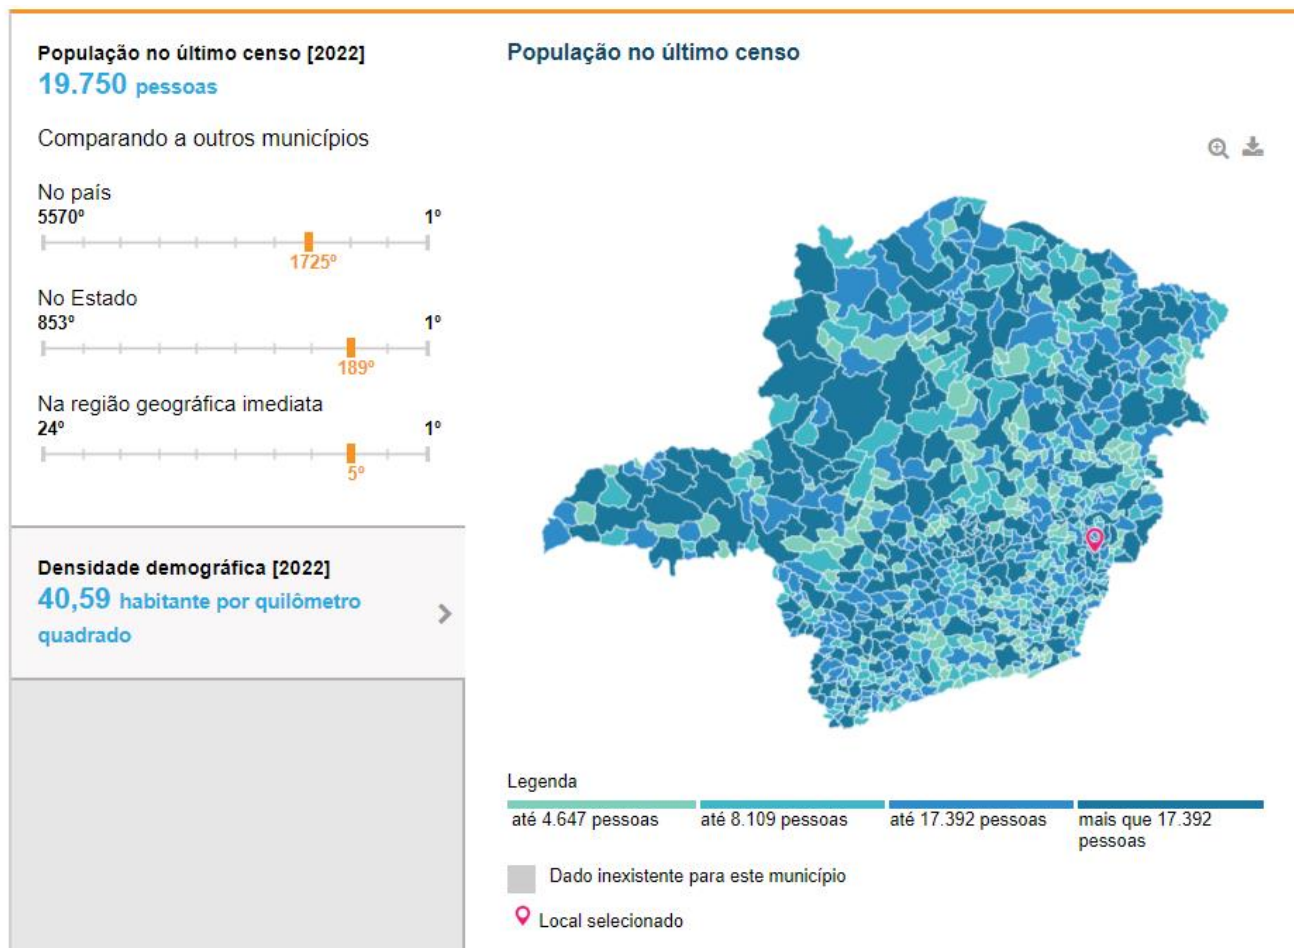 População no último censo [2022]
19.750 pessoas
Comparando a outros municípios
No país
5570º 1º
1725º
No Estado
853º 1º
189º
Na região geográfica imediata
24º 1º
5º
Densidade demográfica [2022]
40,59 habitante por quilômetro
quadrado
População no último censo
Legenda
até 4.647 pessoas até 8.109 pessoas até 17.392 pessoas mais que 17.392
pessoas
Dado inexistente para este município
Local selecionado